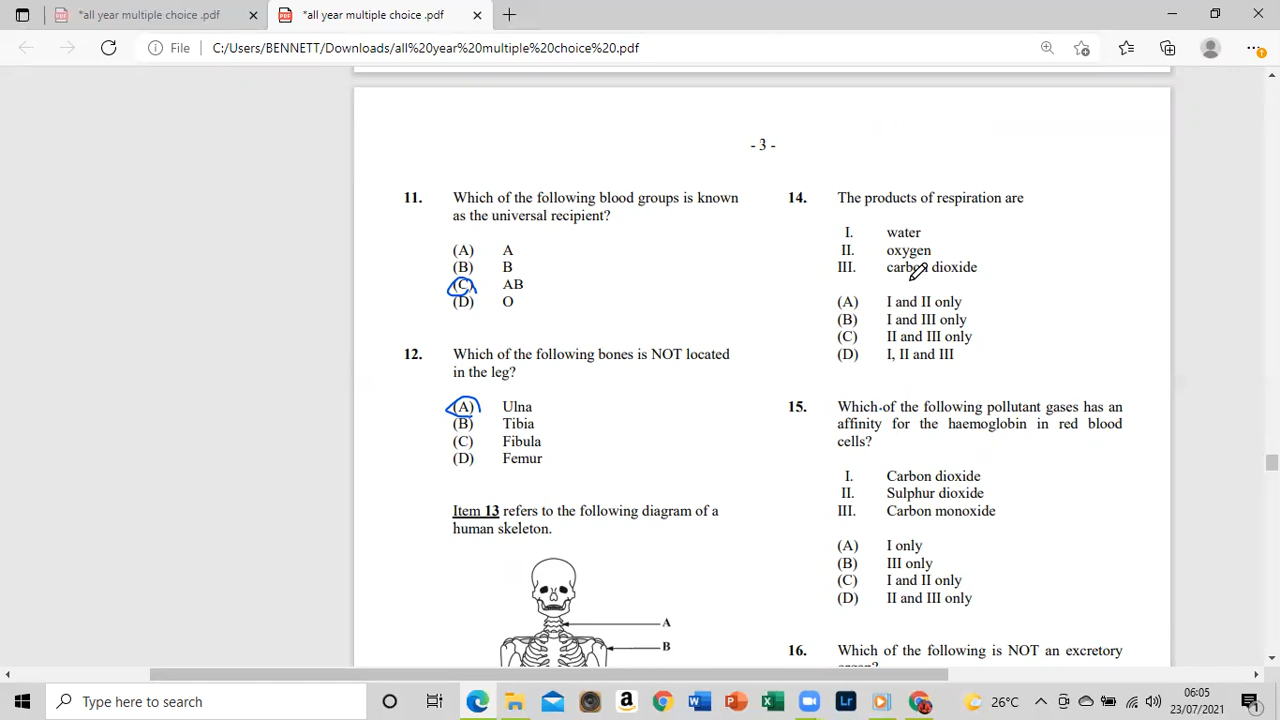 *all year multiple choice .pdf
*all year multiple choice .pdf
File
C:/Users/BENNETT/Downloads/all%20year%20multiple%20choice%20.pdf
- 3 -
11. Which of the following blood groups is known
as the universal recipient?
(A) A
(B) B
(C) AB
(D) O
12. Which of the following bones is NOT located
in the leg?
(A) Ulna
(B) Tibia
(C) Fibula
(D) Femur
Item 13 refers to the following diagram of a
human skeleton.
A
B
14. The products of respiration are
I. water
II. oxygen
III. carbon dioxide
(A) I and II only
(B) I and III only
(C) II and III only
(D) I, II and III
15. Which of the following pollutant gases has an
affinity for the haemoglobin in red blood
cells?
I. Carbon dioxide
II. Sulphur dioxide
III. Carbon monoxide
(A) I only
(B) III only
(C) I and II only
(D) II and III only
16. Which of the following is NOT an excretory
organ?
Type here to search
26°C
06:05
23/07/2021